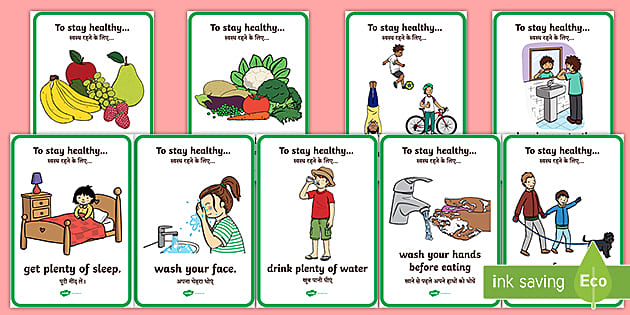 To stay healthy...
स्वस्थ रहने के लिए...
To stay healthy...
स्वस्थ रहने के लिए...
To stay healthy...
स्वस्थ रहने के लिए...
To stay healthy...
स्वस्थ रहने के लिए...
To stay healthy...
स्वस्थ रहने के लिए...
get plenty of sleep.
पूरी नींद लें।
To stay healthy...
स्वस्थ रहने के लिए...
wash your face.
अपना चेहरा धोएं
To stay healthy...
स्वस्थ रहने के लिए...
drink plenty of water
खूब पानी पीएं
To stay healthy...
स्वस्थ रहने के लिए...
wash your hands
before eating
खाने से पहले अपने हाथों को धोयें
To stay healthy...
स्वस्थ रहने के लिए...
ink saving
Eco